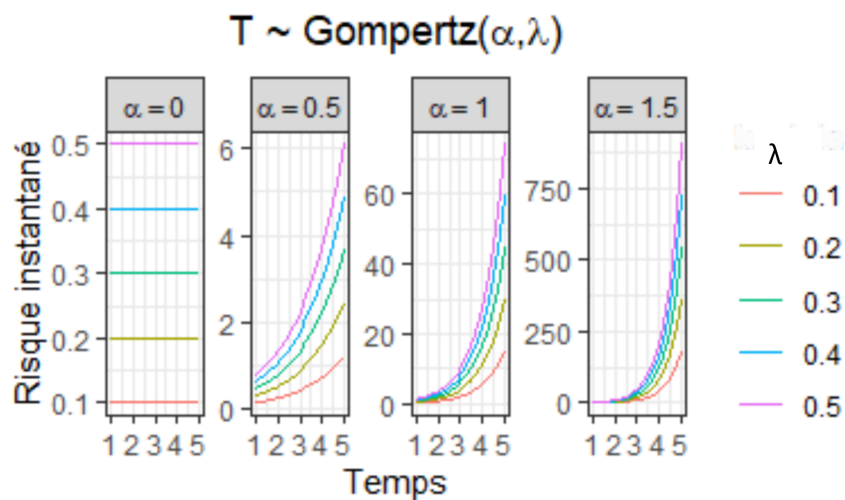 T ~ Gompertz(α,λ)
α = 0
α = 0.5
α = 1
α = 1.5
Risque instantané
0.5
0.4
0.3
0.2
0.1
6
4
2
0
60
40
20
0
750
500
250
0
1 2 3 4 5
1 2 3 4 5
1 2 3 4 5
1 2 3 4 5
Temps
λ
0.1
0.2
0.3
0.4
0.5